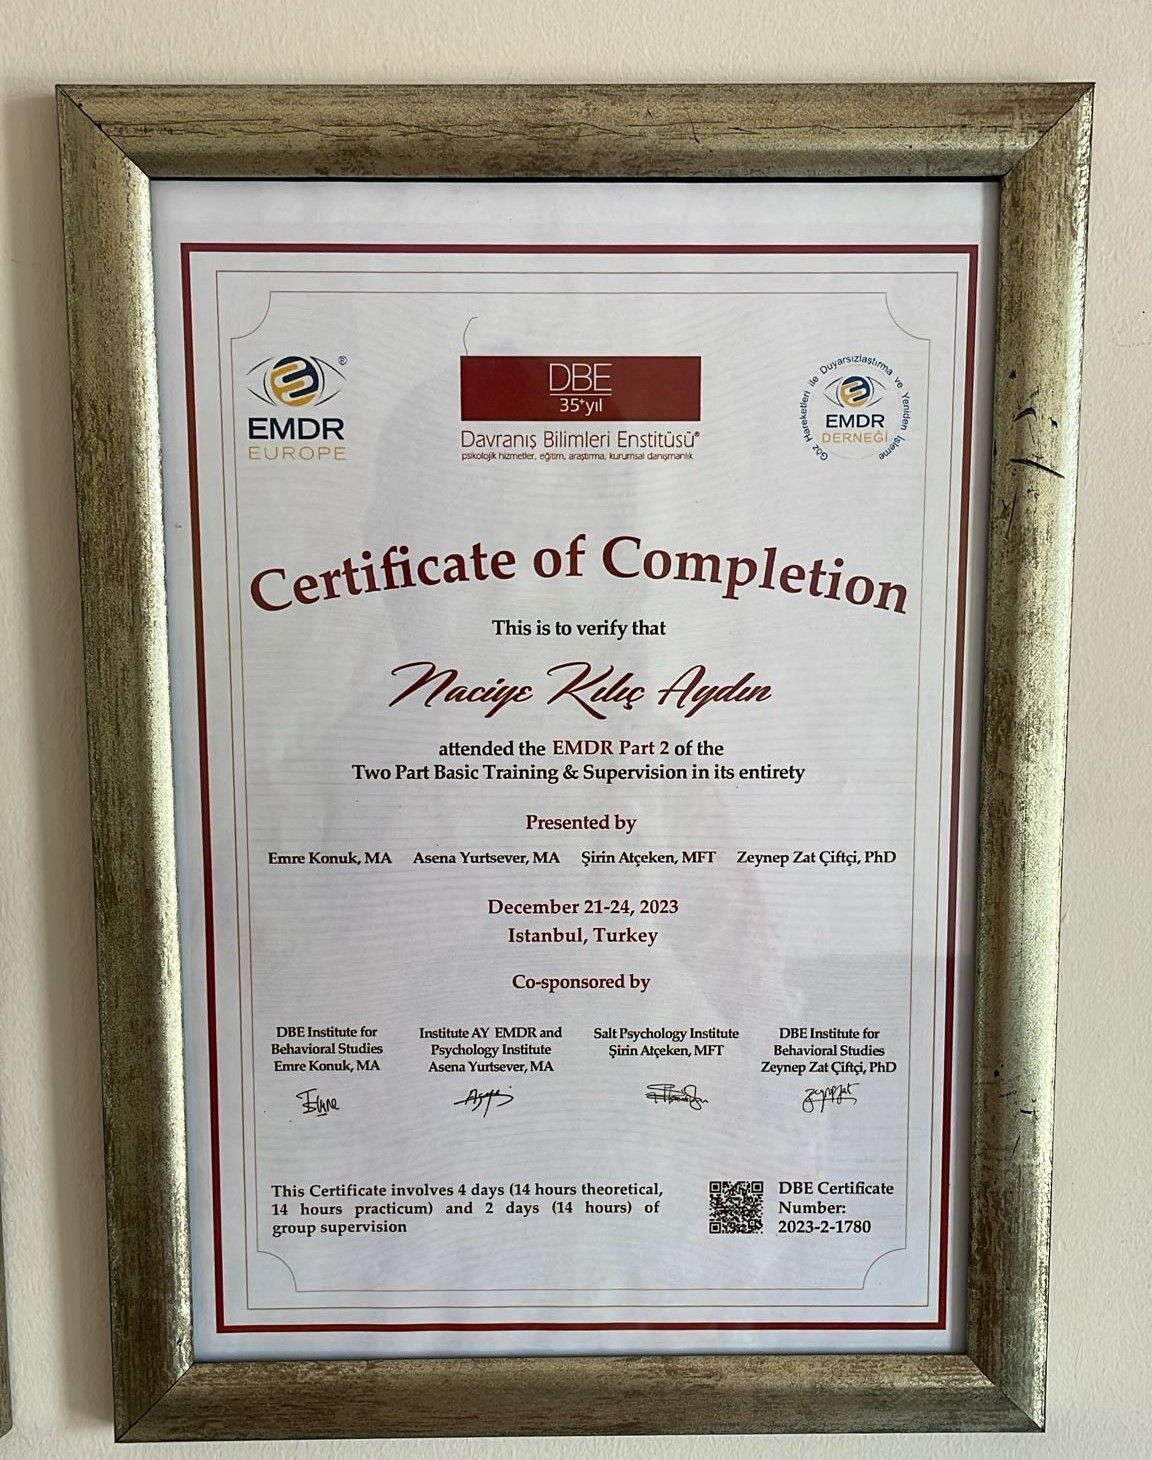 EMDR
EUROPE
®
DBE
35+yıl
Davranış Bilimleri Enstitüsü®
psikolojik hizmetler, eğitim, araştırma, kurumsal danışmanlık
Göz Hareketleri ile Duyarsızlaştırma ve Yeniden İşleme
EMDR
DERNEĞİ
Certificate of Completion
This is to verify that
Naciye Kılıç Aydın
attended the EMDR Part 2 of the
Two Part Basic Training & Supervision in its entirety
Presented by
Emre Konuk, MA Asena Yurtsever, MA Şirin Atçeken, MFT Zeynep Zat Çiftçi, PhD
December 21-24, 2023
Istanbul, Turkey
Co-sponsored by
DBE Institute for
Behavioral Studies
Emre Konuk, MA
Institute AY EMDR and
Psychology Institute
Asena Yurtsever, MA
Salt Psychology Institute
Şirin Atçeken, MFT
DBE Institute for
Behavioral Studies
Zeynep Zat Çiftçi, PhD
This Certificate involves 4 days (14 hours theoretical,
14 hours practicum) and 2 days (14 hours) of
group supervision
DBE Certificate
Number:
2023-2-1780